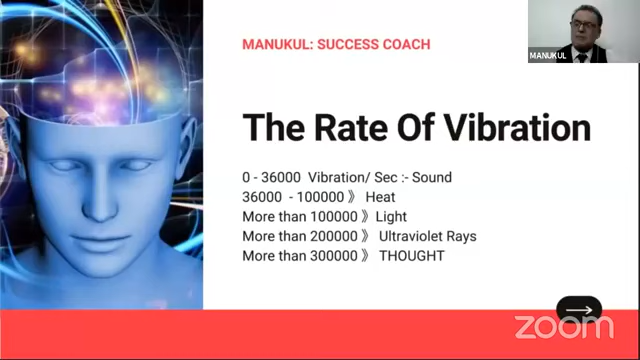 MANUKUL: SUCCESS COACH
MANUKUL
The Rate Of Vibration
0 - 36000 Vibration/ Sec :- Sound
36000 - 100000 》 Heat
More than 100000 》Light
More than 200000 》 Ultraviolet Rays
More than 300000 》 THOUGHT
zoom